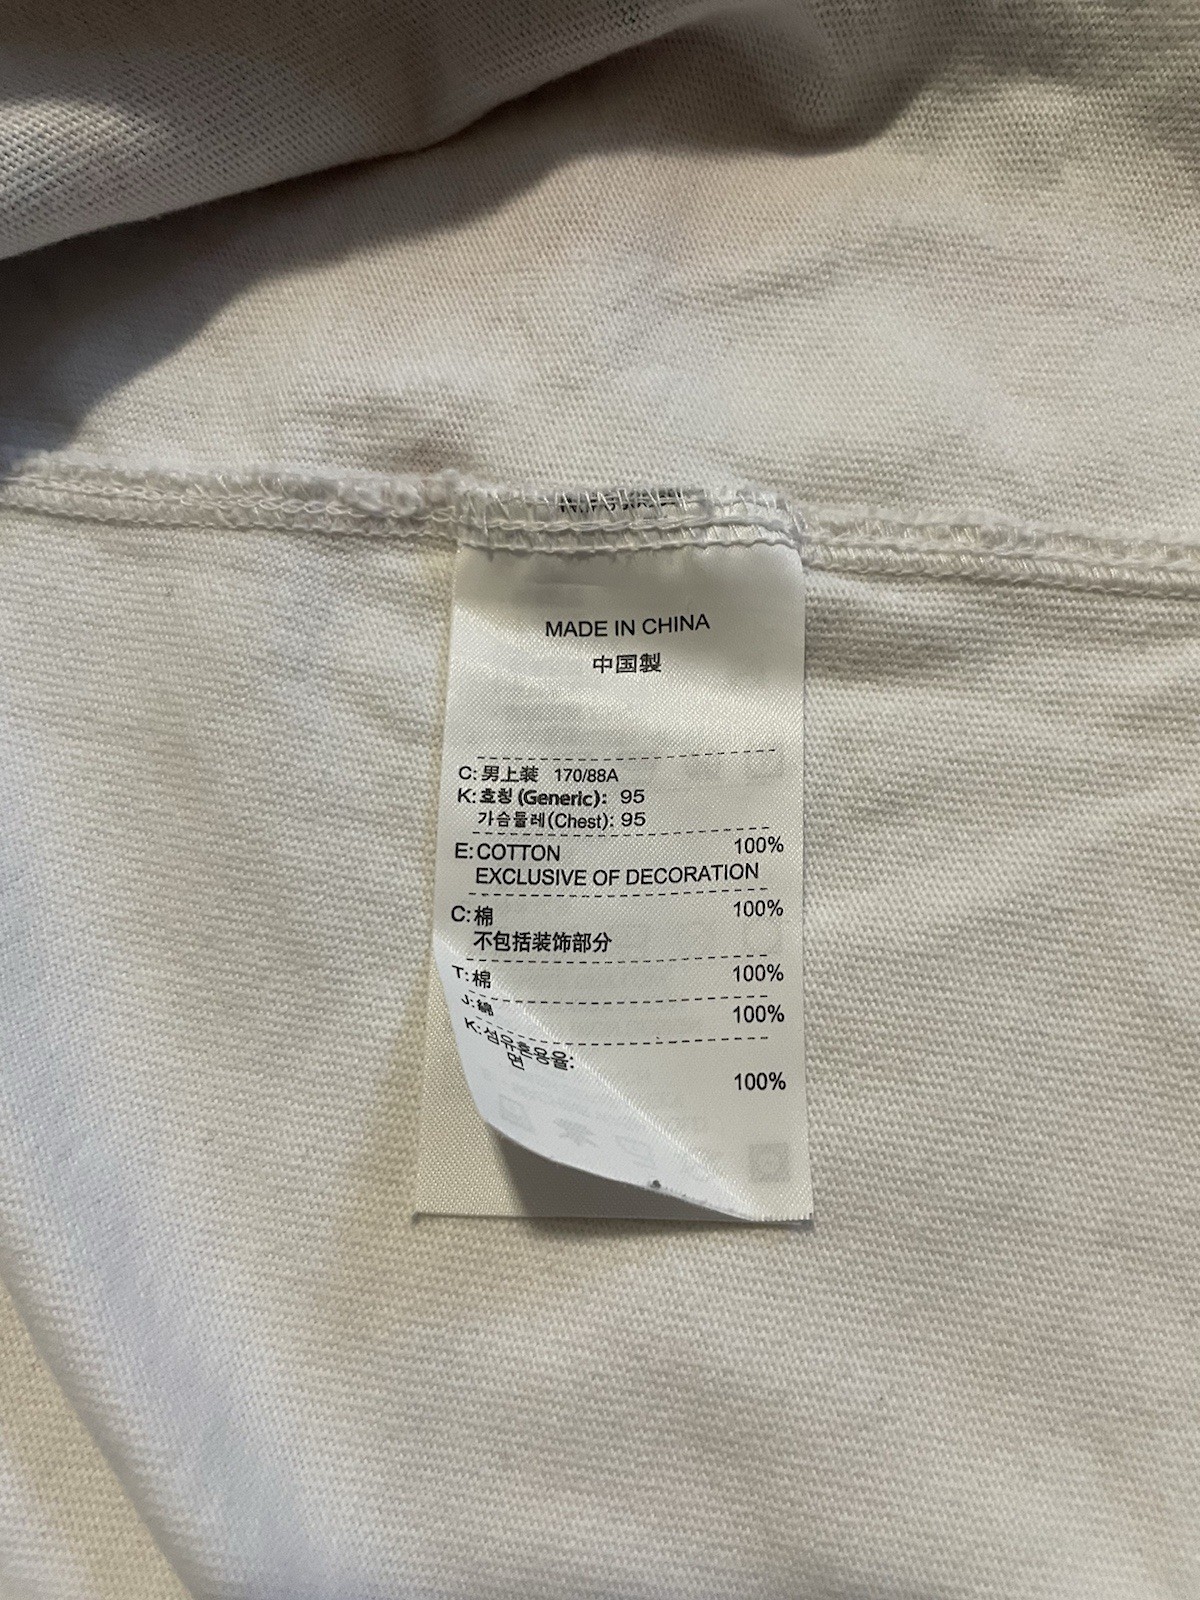 MADE IN CHINA
中国製
C: 男上装 170/88A
K: 호칭 (Generic): 95
가슴둘레(Chest): 95
E: COTTON 100%
EXCLUSIVE OF DECORATION
C: 棉 100%
不包括装饰部分
T: 棉 100%
J: 綿 100%
K: 섬유혼용율:
면 100%